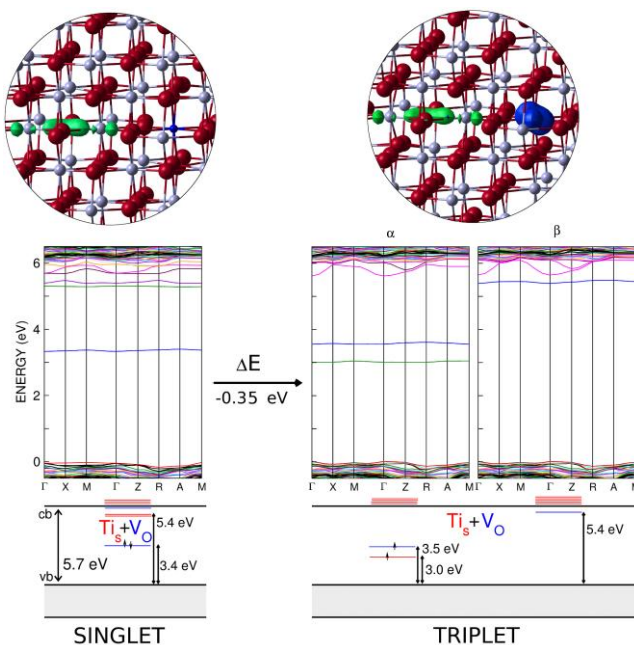 α
β
6
4
2
0
ENERGY (eV)
Γ X M Γ Z R A M
ΔE
-0.35 eV
Γ X M Γ Z R A M
Γ X M Γ Z R A M
cb
Ti_s+V_O
5.4 eV
5.7 eV
3.4 eV
vb
Ti_s+V_O
5.4 eV
3.5 eV
3.0 eV
SINGLET
TRIPLET